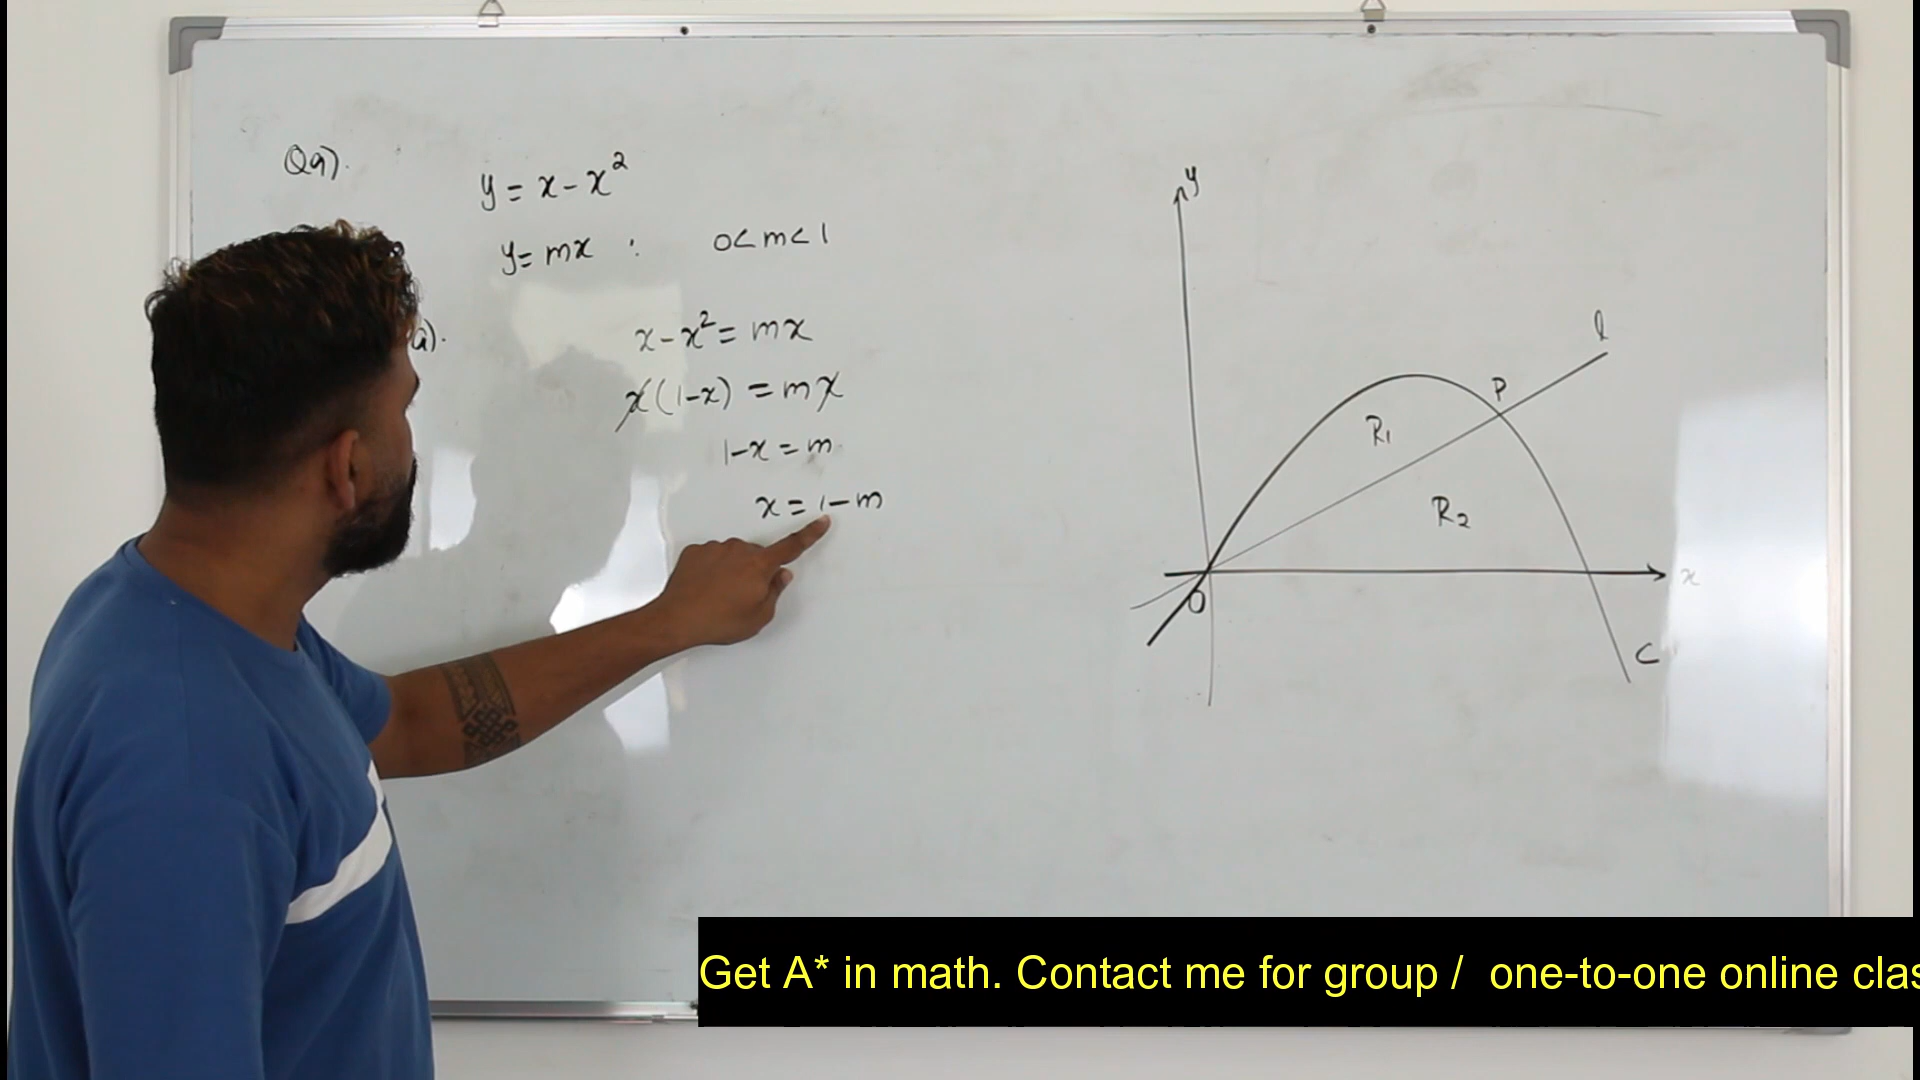 Qa).
y = x - x²
y = mx : 0 < m < 1
a). x - x² = mx
x(1-x) = mx
1-x = m
x = 1-m
y
l
P
R₁
R₂
x
O
C
Get A* in math. Contact me for group / one-to-one online clas